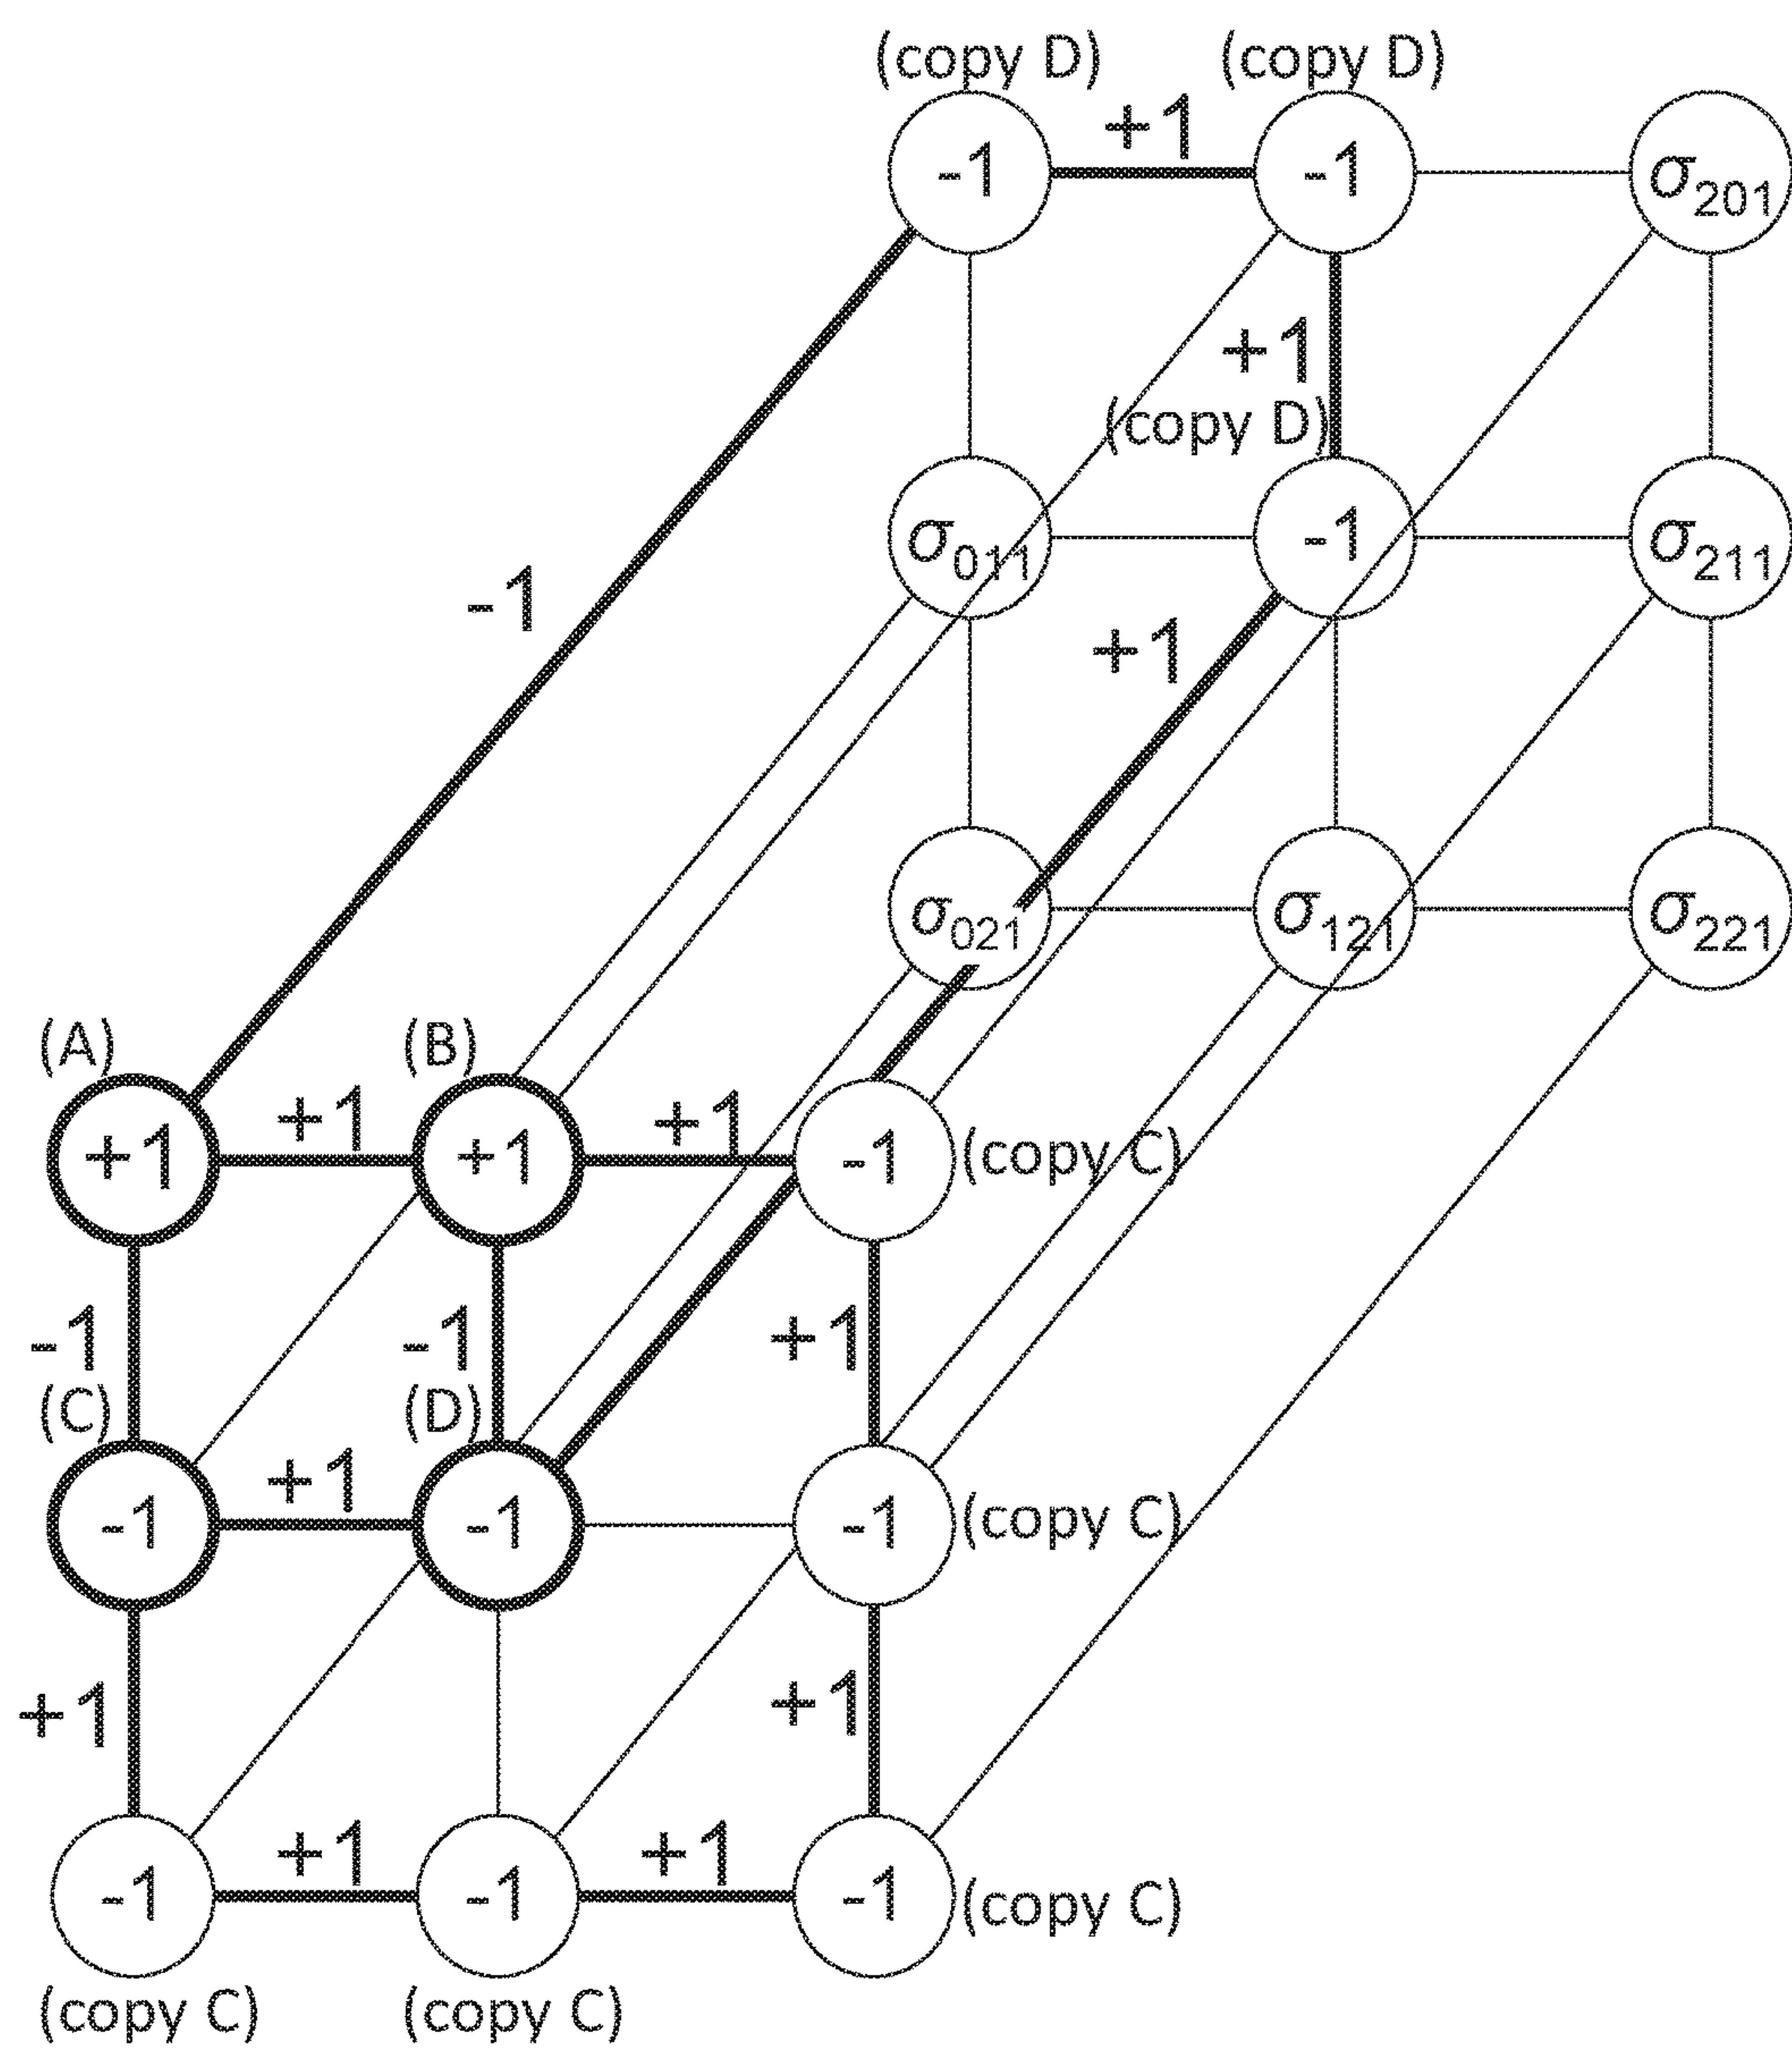 (copy D) (copy D)
+1
-1 -1 σ201
+1
(copy D)
σ011 -1 σ211
-1
+1
σ021 σ121 σ221
(A) (B)
+1 +1
+1 +1 -1 (copy C)
-1 -1 +1
(C) (D)
+1
-1 -1 -1 (copy C)
+1 +1
+1 +1
-1 -1 -1 (copy C)
(copy C) (copy C)